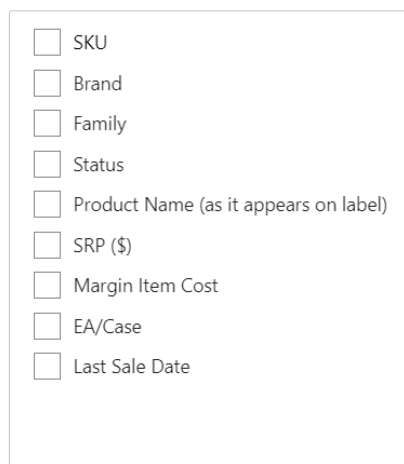 SKU
Brand
Family
Status
Product Name (as it appears on label)
SRP ($)
Margin Item Cost
EA/Case
Last Sale Date